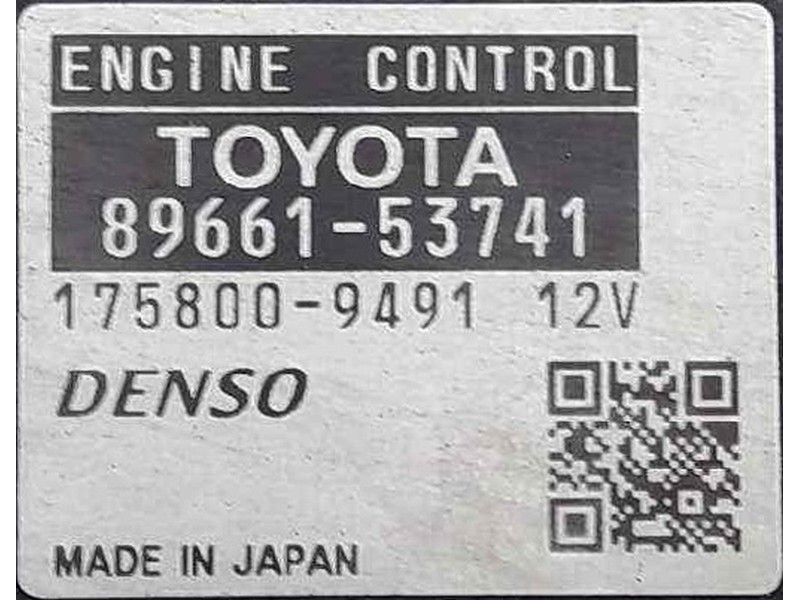 ENGINE CONTROL
TOYOTA
89661-53741
175800-9491 12V
DENSO
MADE IN JAPAN